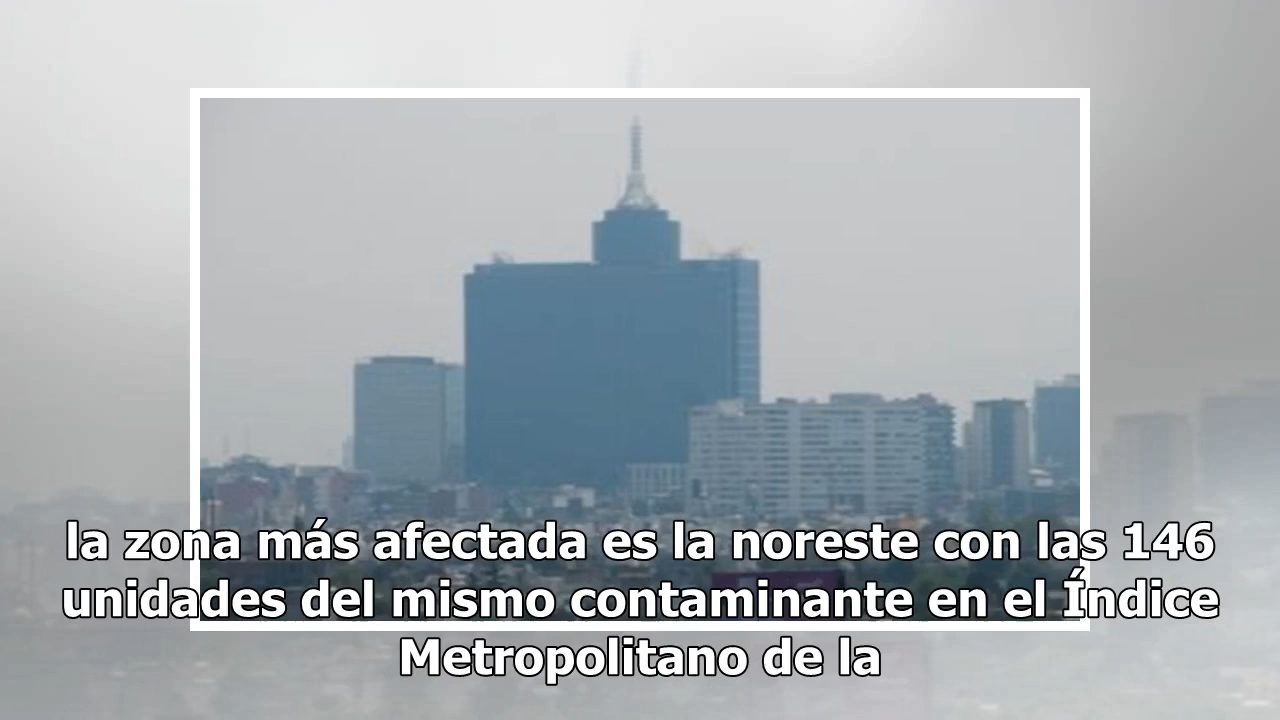 la zona más afectada es la noreste con las 146
unidades del mismo contaminante en el Índice
Metropolitano de la